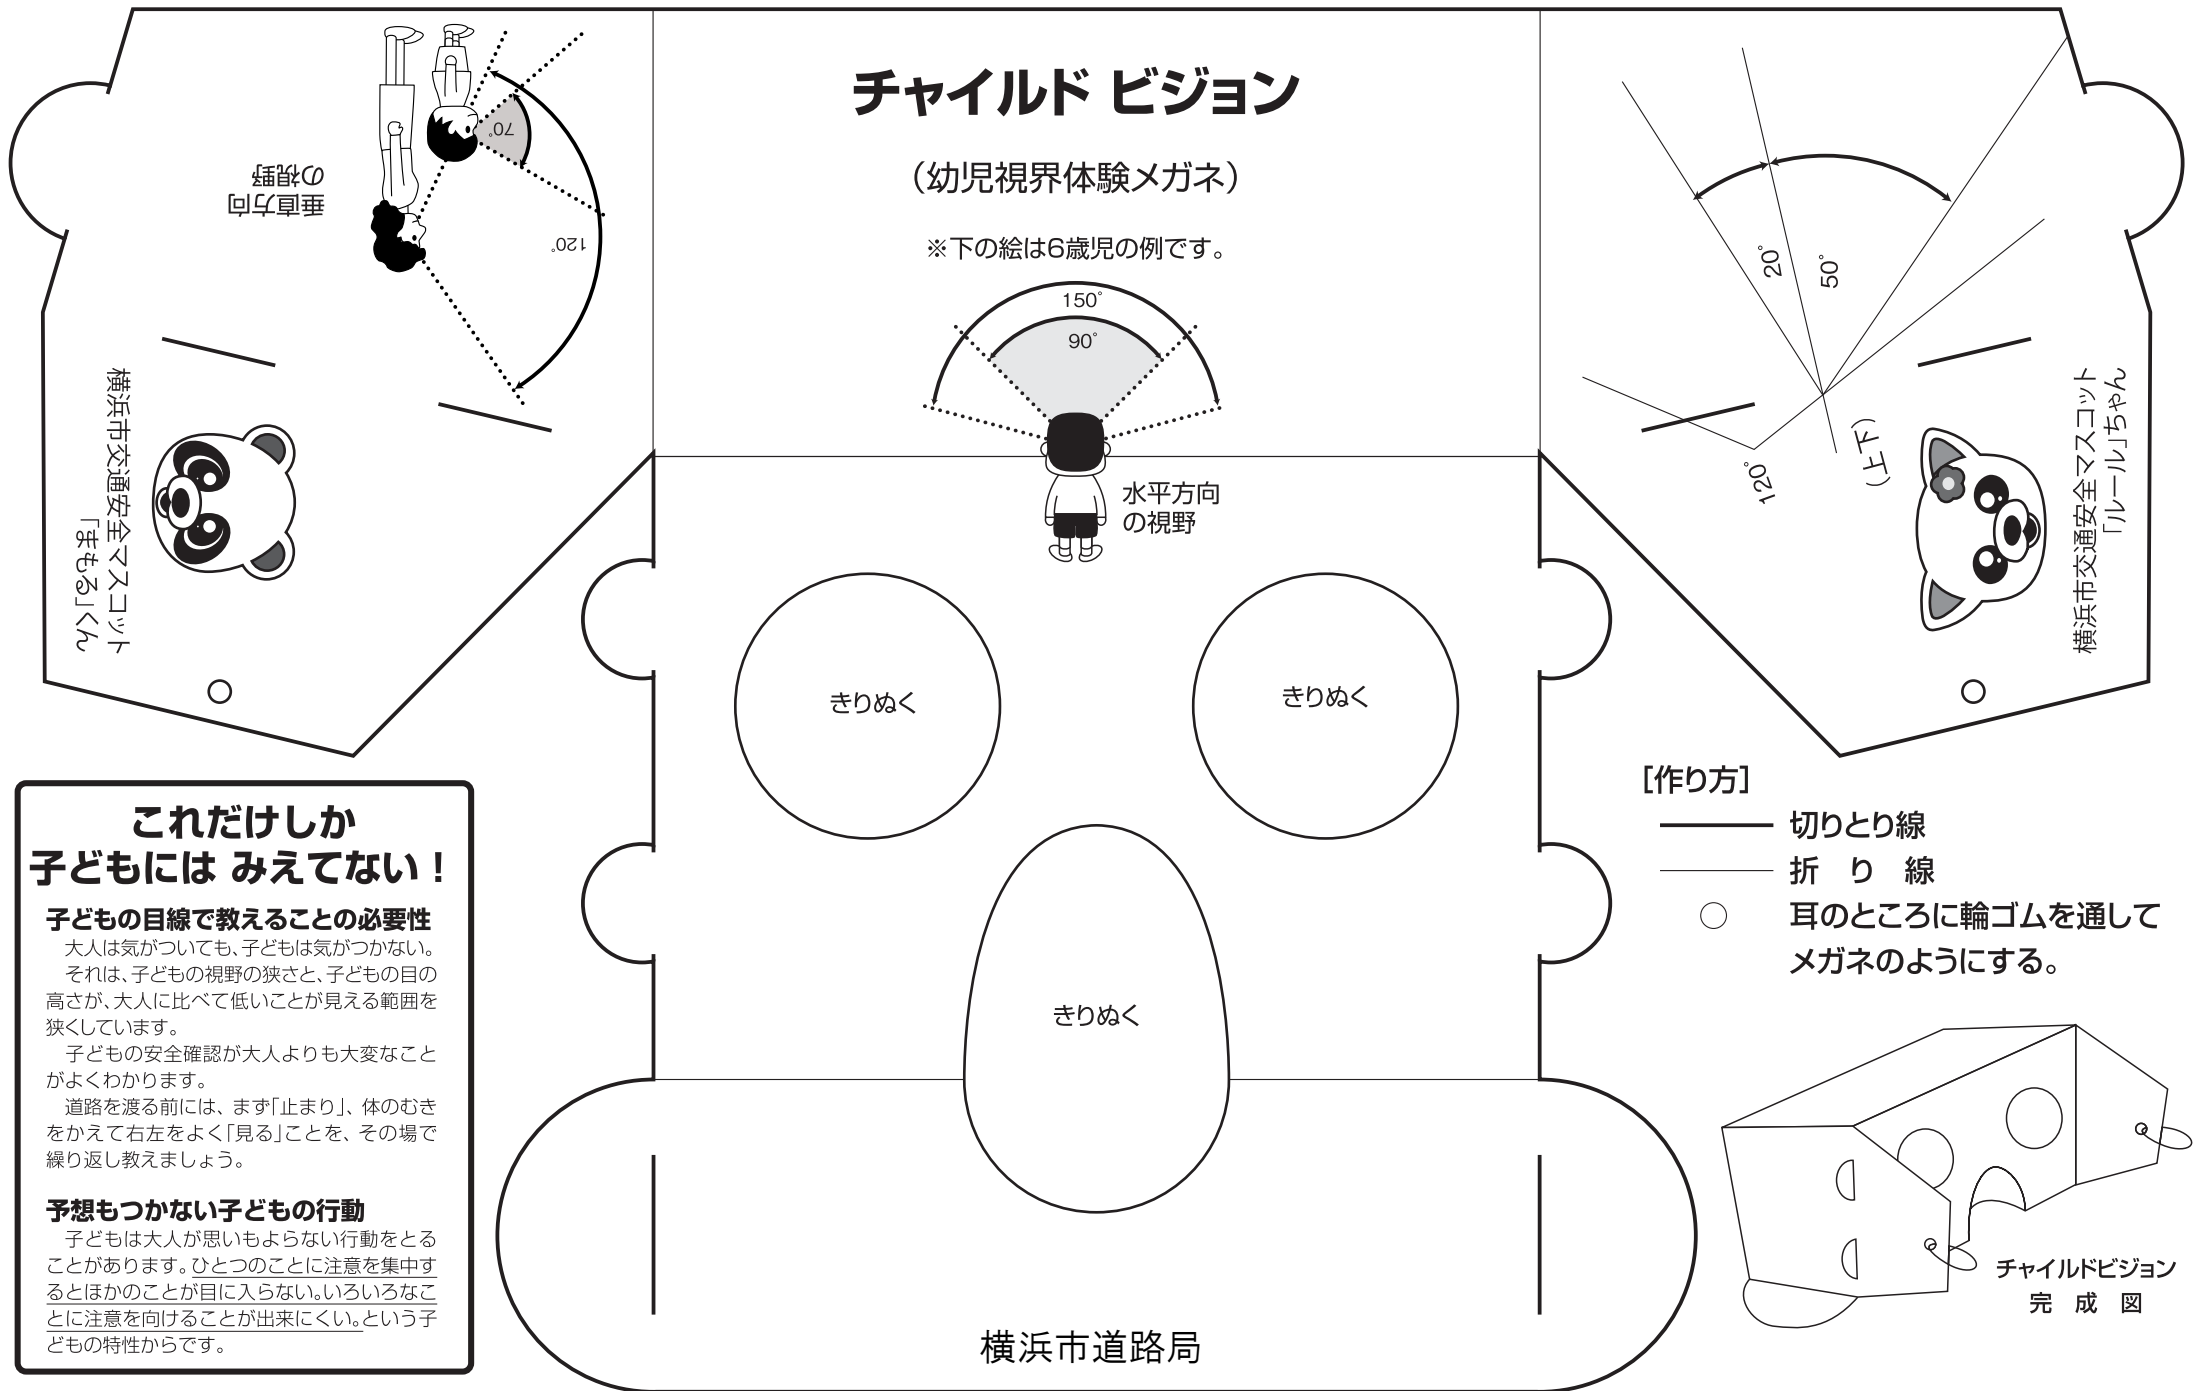 チャイルド ビジョン
（幼児視界体験メガネ）
※下の絵は6歳児の例です。
150°
90°
水平方向
の視野
垂直方向
の視野
70°
120°
横浜市交通安全マスコット
「まもる」くん
20°
50°
120°
（上下）
横浜市交通安全マスコット
「ルール」ちゃん
きりぬく
きりぬく
きりぬく
横浜市道路局
これだけしか
子どもには みえてない！
子どもの目線で教えることの必要性
　大人は気がついても、子どもは気がつかない。
　それは、子どもの視野の狭さと、子どもの目の
高さが、大人に比べて低いことが見える範囲を
狭くしています。
　子どもの安全確認が大人よりも大変なこと
がよくわかります。
　道路を渡る前には、まず「止まり」、体のむき
をかえて右左をよく「見る」ことを、その場で
繰り返し教えましょう。
予想もつかない子どもの行動
　子どもは大人が思いもよらない行動をとる
ことがあります。ひとつのことに注意を集中す
るとほかのことが目に入らない。いろいろなこ
とに注意を向けることが出来にくい。という子
どもの特性からです。
［作り方］
切りとり線
折　り　線
耳のところに輪ゴムを通して
メガネのようにする。
チャイルドビジョン
完　成　図